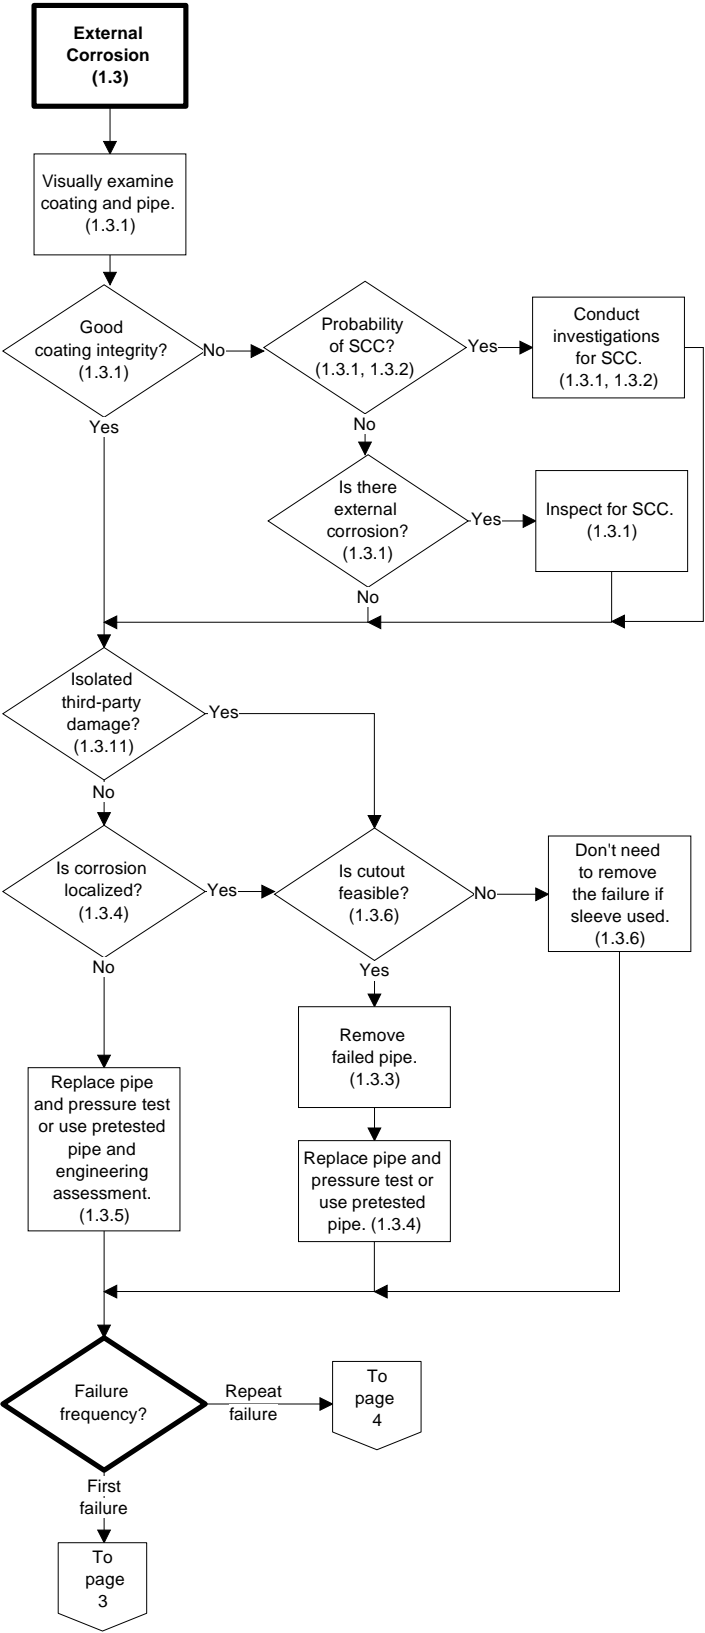 External
Corrosion
(1.3)
Visually examine
coating and pipe.
(1.3.1)
Good
coating integrity?
(1.3.1)
No
Probability
of SCC?
(1.3.1, 1.3.2)
Yes
Conduct
investigations
for SCC.
(1.3.1, 1.3.2)
Yes
No
Is there
external
corrosion?
(1.3.1)
Yes
Inspect for SCC.
(1.3.1)
No
Isolated
third-party
damage?
(1.3.11)
Yes
No
Is corrosion
localized?
(1.3.4)
Yes
Is cutout
feasible?
(1.3.6)
No
Don't need
to remove
the failure if
sleeve used.
(1.3.6)
No
Yes
Remove
failed pipe.
(1.3.3)
Replace pipe
and pressure test
or use pretested
pipe and
engineering
assessment.
(1.3.5)
Replace pipe and
pressure test or
use pretested
pipe. (1.3.4)
Failure
frequency?
Repeat
failure
To
page
4
First
failure
To
page
3